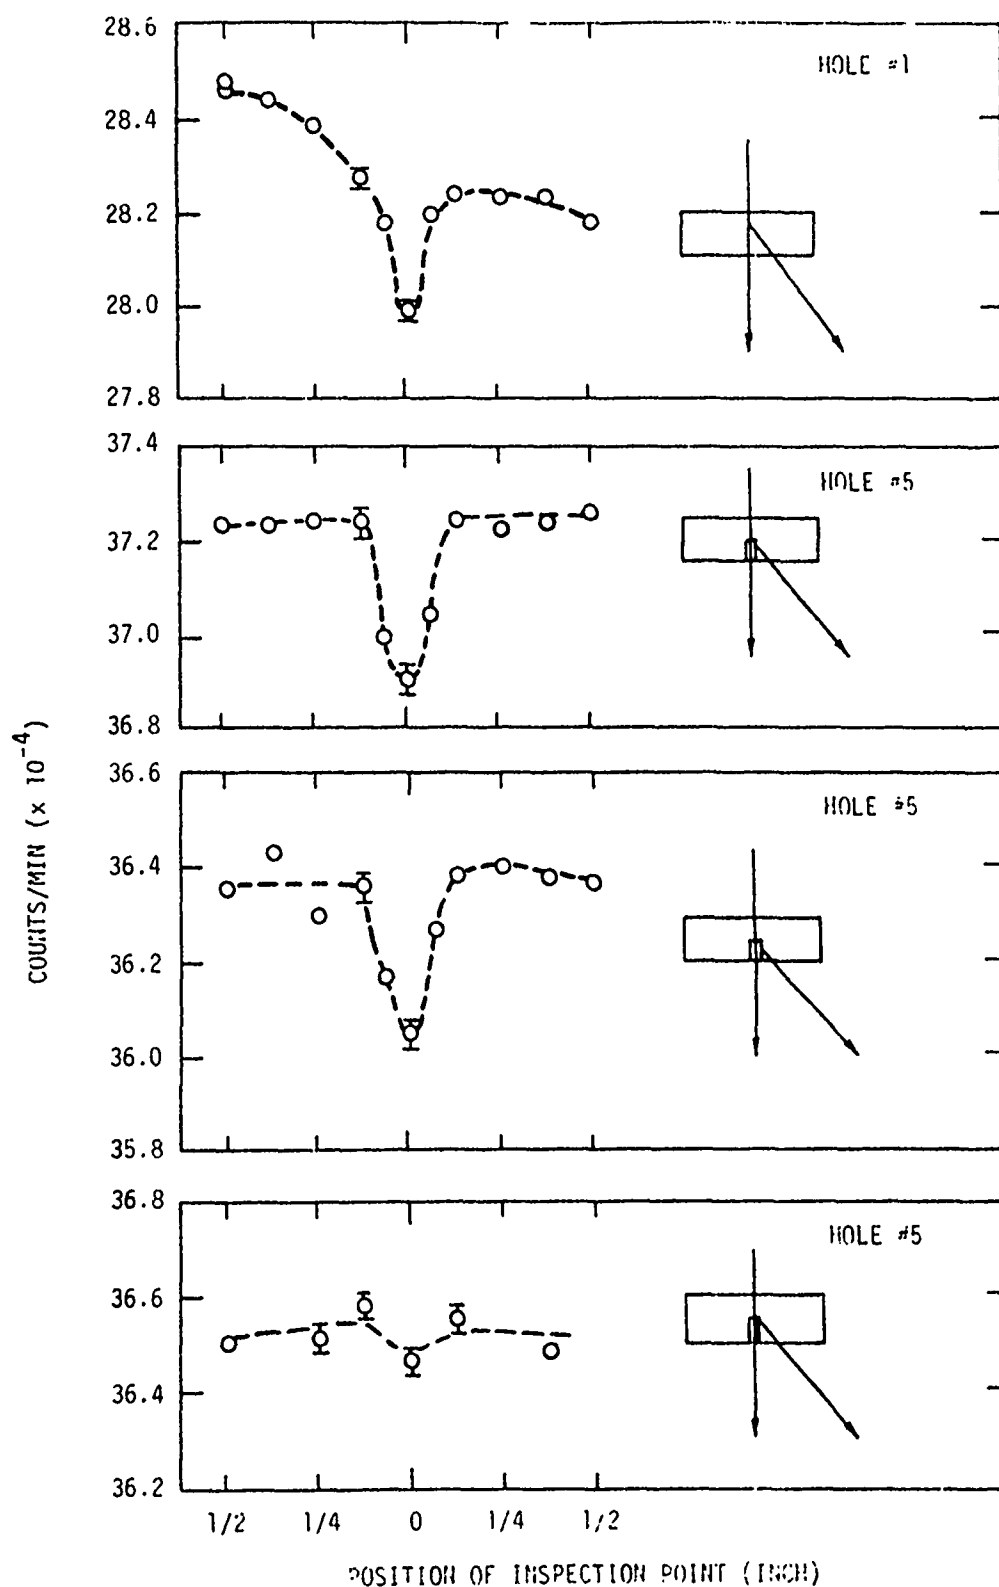 28.6
HOLE #1
28.4
28.2
28.0
27.8
37.4
HOLE #5
37.2
37.0
36.8
COUNTS/MIN (x 10-4)
36.6
HOLE #5
36.4
36.2
36.0
35.8
36.8
HOLE #5
36.6
36.4
36.2
1/2 1/4 0 1/4 1/2
POSITION OF INSPECTION POINT (INCH)